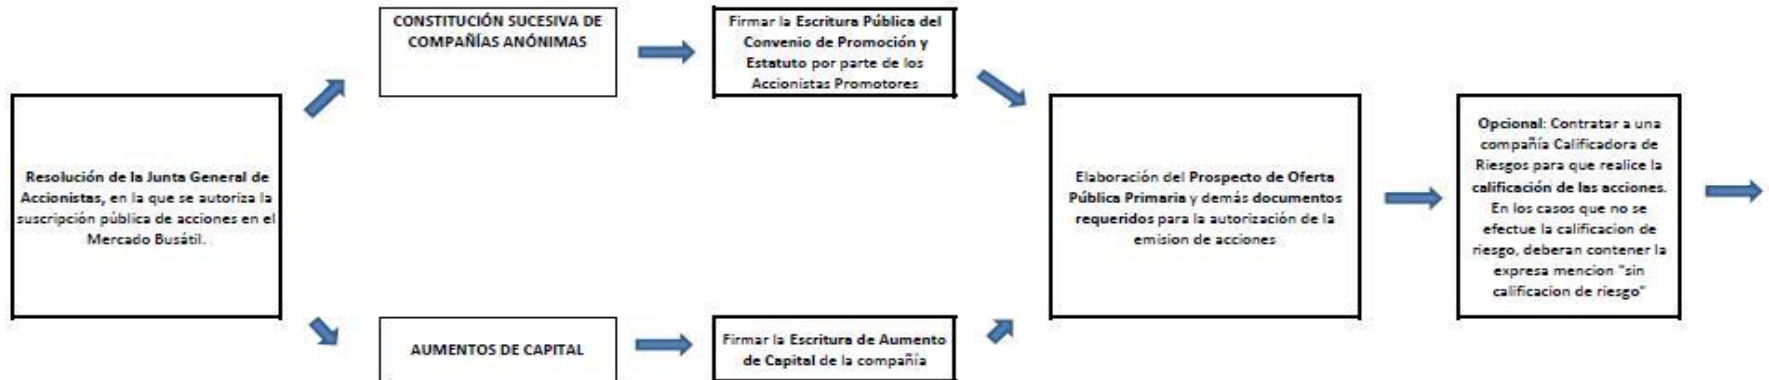 Resolución de la Junta General de
Accionistas, en la que se autoriza la
suscripción pública de acciones en el
Mercado Busátil.
CONSTITUCIÓN SUCESIVA DE
COMPAÑÍAS ANÓNIMAS
Firmar la Escritura Pública del
Convenio de Promoción y
Estatuto por parte de los
Accionistas Promotores
AUMENTOS DE CAPITAL
Firmar la Escritura de Aumento
de Capital de la compañía
Elaboración del Prospecto de Oferta
Pública Primaria y demás documentos
requeridos para la autorización de la
emision de acciones
Opcional: Contratar a una
compañía Calificadora de
Riesgos para que realice la
calificación de las acciones.
En los casos que no se
efectue la calificacion de
riesgo, deberan contener la
expresa mencion "sin
calificacion de riesgo"